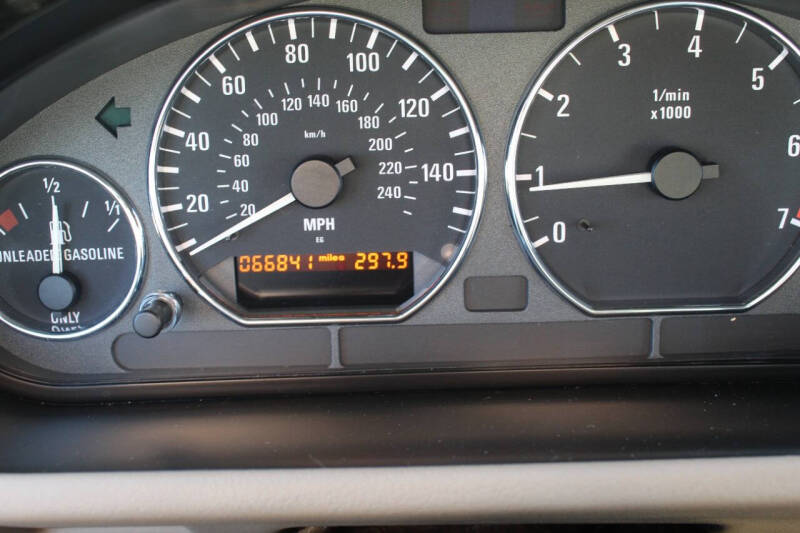 1/2 1/1
UNLEADED GASOLINE
ONLY
20 40 60 80 100 120 140
20 40 60 80 100 120 140 160 180 200 220 240
km/h
MPH
EG
066841 miles 297.9
0 1 2 3 4 5 6 7
1/min
x1000